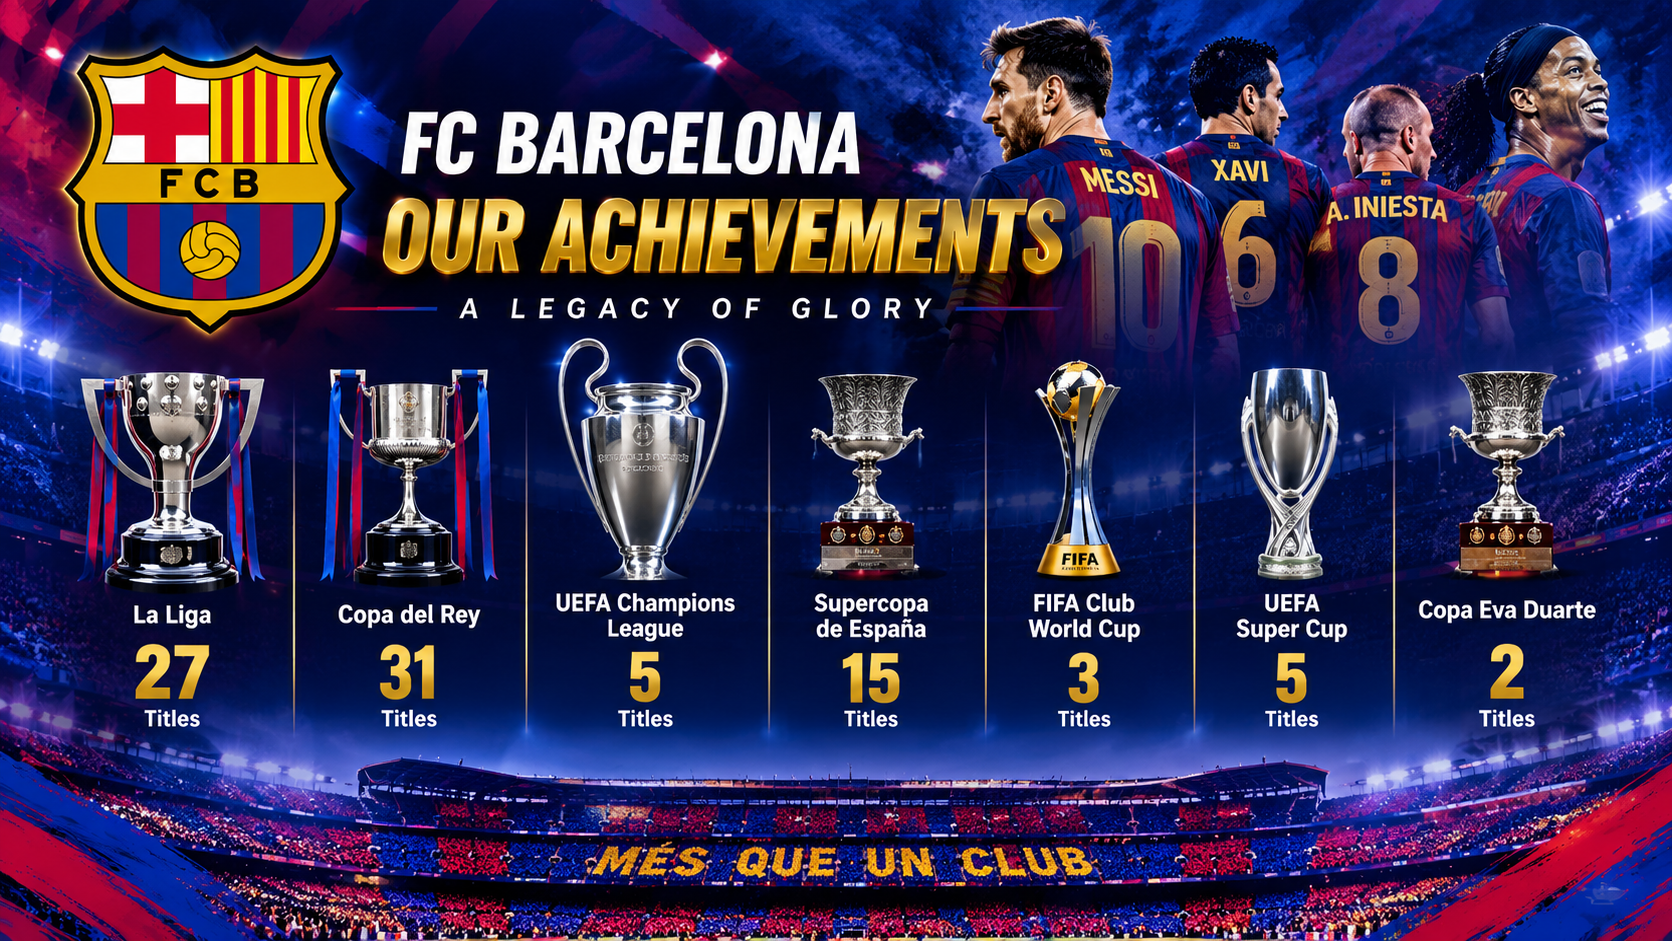 FCB
FC BARCELONA
OUR ACHIEVEMENTS
A LEGACY OF GLORY
MESSI
10
XAVI
6
A. INIESTA
8
FIFA
La Liga
27
Titles
Copa del Rey
31
Titles
UEFA Champions
League
5
Titles
Supercopa
de España
15
Titles
FIFA Club
World Cup
3
Titles
UEFA
Super Cup
5
Titles
Copa Eva Duarte
2
Titles
MÉS QUE UN CLUB